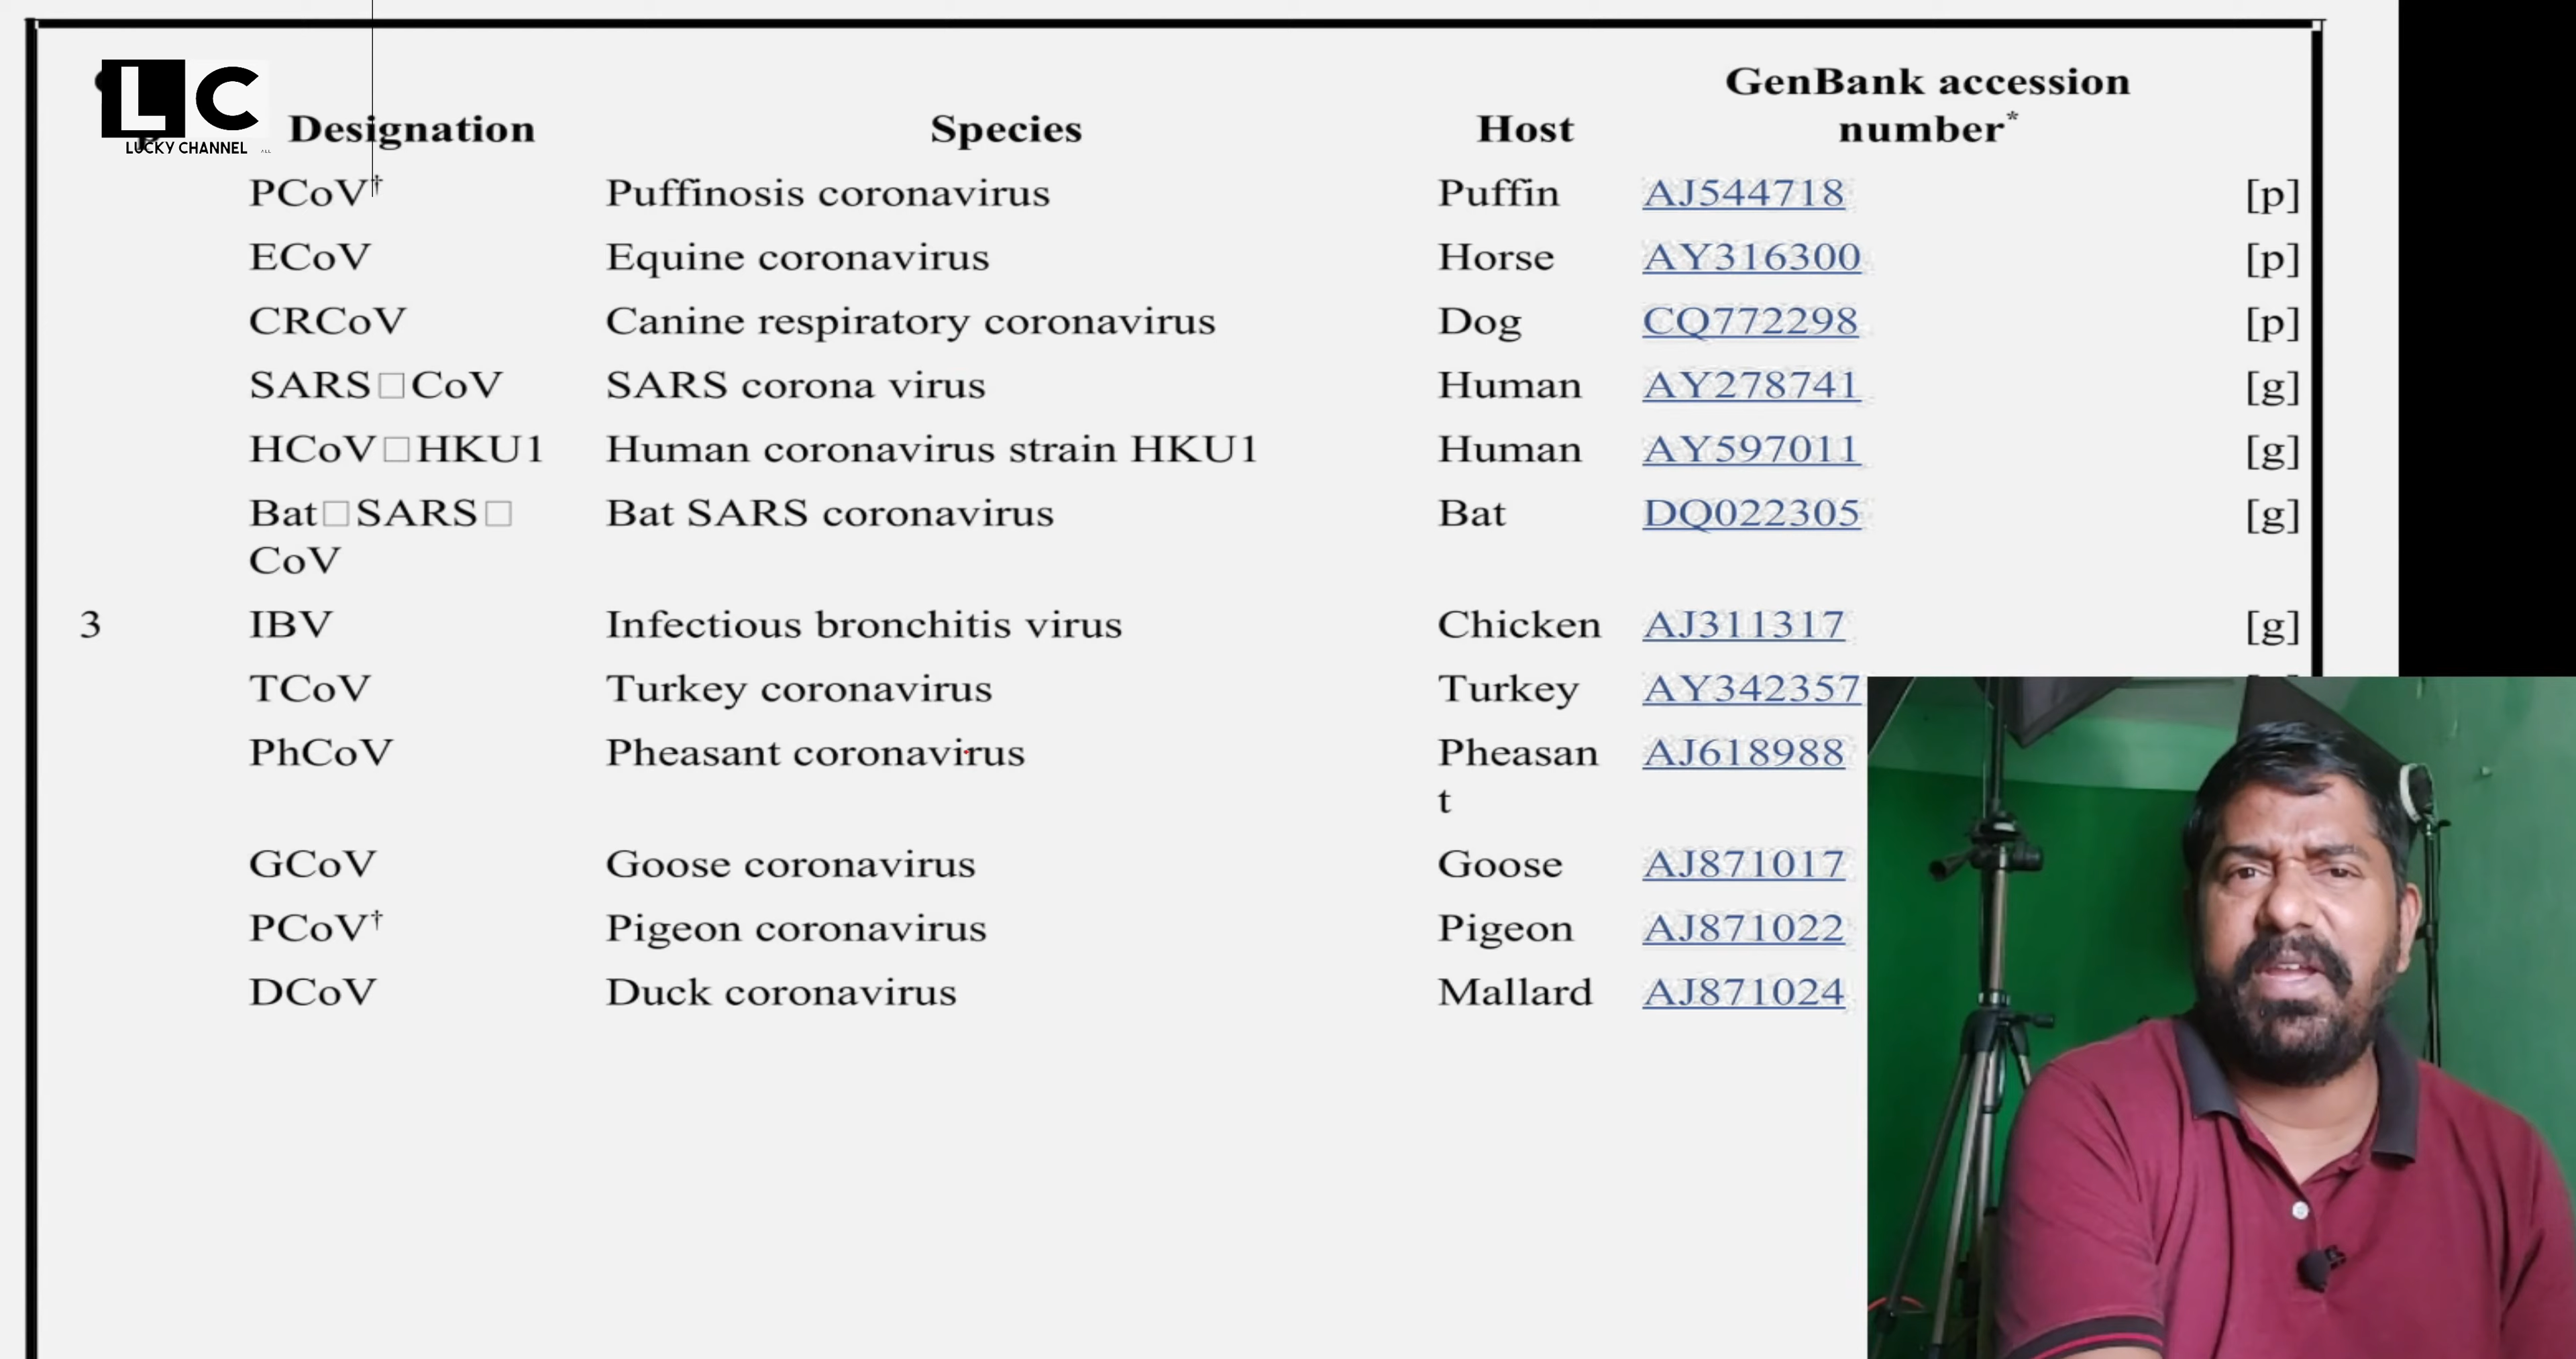 LC
LUCKY CHANNEL
GenBank accession
Designation Species Host number*
PCoV† Puffinosis coronavirus Puffin AJ544718 [p]
ECoV Equine coronavirus Horse AY316300 [p]
CRCoV Canine respiratory coronavirus Dog CQ772298 [p]
SARS□CoV SARS corona virus Human AY278741 [g]
HCoV□HKU1 Human coronavirus strain HKU1 Human AY597011 [g]
Bat□SARS□ Bat SARS coronavirus Bat DQ022305 [g]
CoV
3 IBV Infectious bronchitis virus Chicken AJ311317 [g]
TCoV Turkey coronavirus Turkey AY342357
PhCoV Pheasant coronavirus Pheasan AJ618988
t
GCoV Goose coronavirus Goose AJ871017
PCoV† Pigeon coronavirus Pigeon AJ871022
DCoV Duck coronavirus Mallard AJ871024